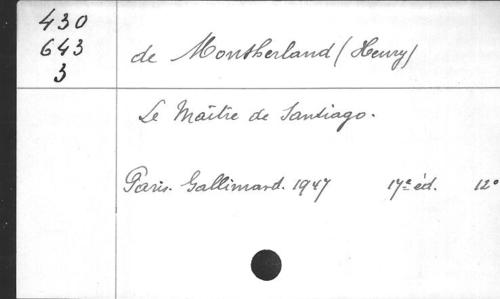 430
643
3
de Montherland (Henry)
Le Maître de Santiago.
Paris. Gallimard. 1947 17e éd. 12°